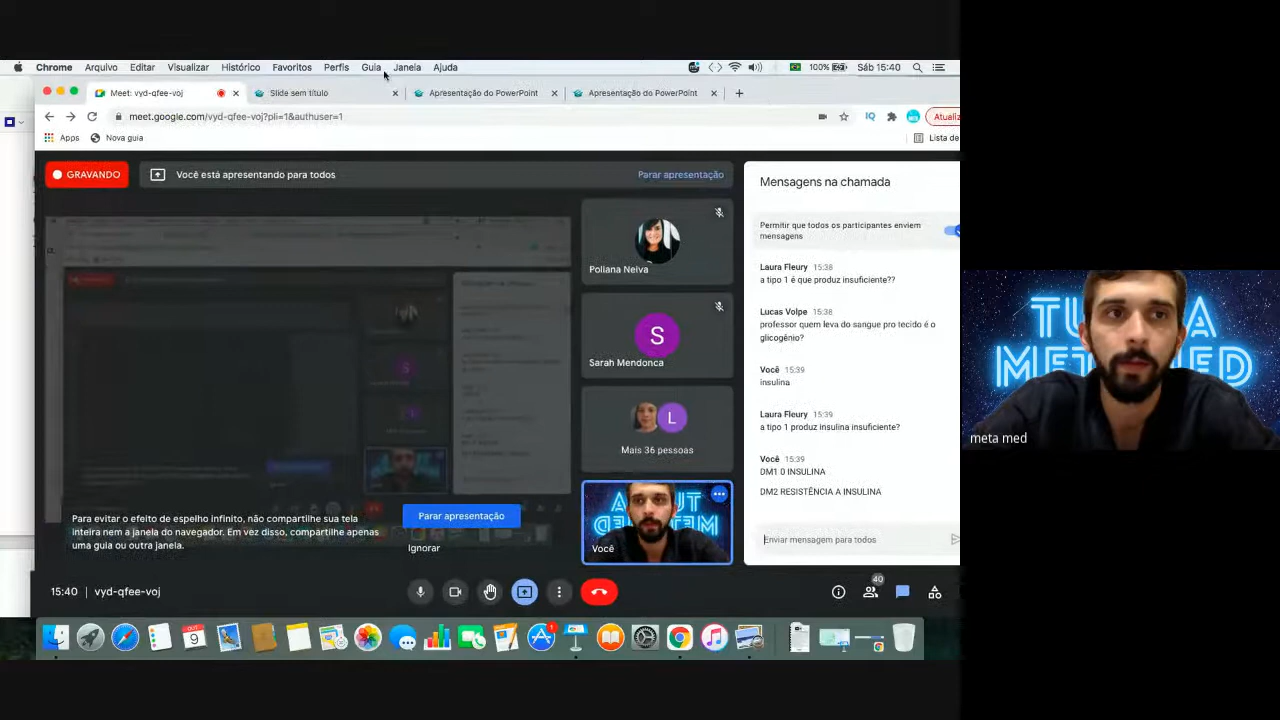 Chrome Arquivo Editar Visualizar Histórico Favoritos Perfis Guia Janela Ajuda 100% Sáb 15:40
Meet: vyd-qfee-voj
Slide sem título
Apresentação do PowerPoint
Apresentação do PowerPoint
meet.google.com/vyd-qfee-voj?pli=1&authuser=1
IQ
Atualiz
Apps
Nova guia
Lista de
GRAVANDO
Você está apresentando para todos
Parar apresentação
Poliana Neiva
S
Sarah Mendonca
L
Mais 36 pessoas
Você
Para evitar o efeito de espelho infinito, não compartilhe sua tela
inteira nem a janela do navegador. Em vez disso, compartilhe apenas
uma guia ou outra janela.
Parar apresentação
Ignorar
Mensagens na chamada
Permitir que todos os participantes enviem
mensagens
Laura Fleury 15:38
a tipo 1 é que produz insuficiente??
Lucas Volpe 15:38
professor quem leva do sangue pro tecido é o
glicogênio?
Você 15:39
insulina
Laura Fleury 15:39
a tipo 1 produz insulina insuficiente?
Você 15:39
DM1 0 INSULINA
DM2 RESISTÊNCIA A INSULINA
Enviar mensagem para todos
15:40 | vyd-qfee-voj
40
OCT
9
1
METAMED
meta med